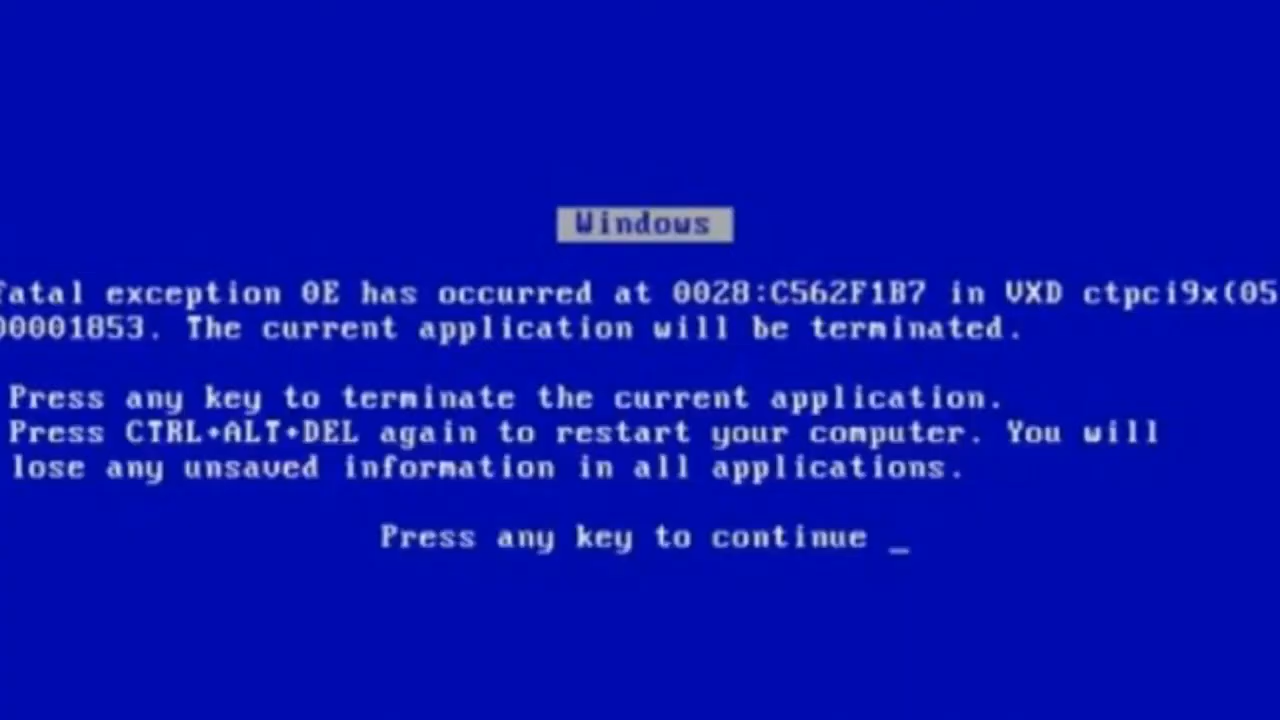 Windows
fatal exception 0E has occurred at 0028:C562F1B7 in VXD ctpci9x(05
00001853. The current application will be terminated.
Press any key to terminate the current application.
Press CTRL+ALT+DEL again to restart your computer. You will
lose any unsaved information in all applications.
Press any key to continue _